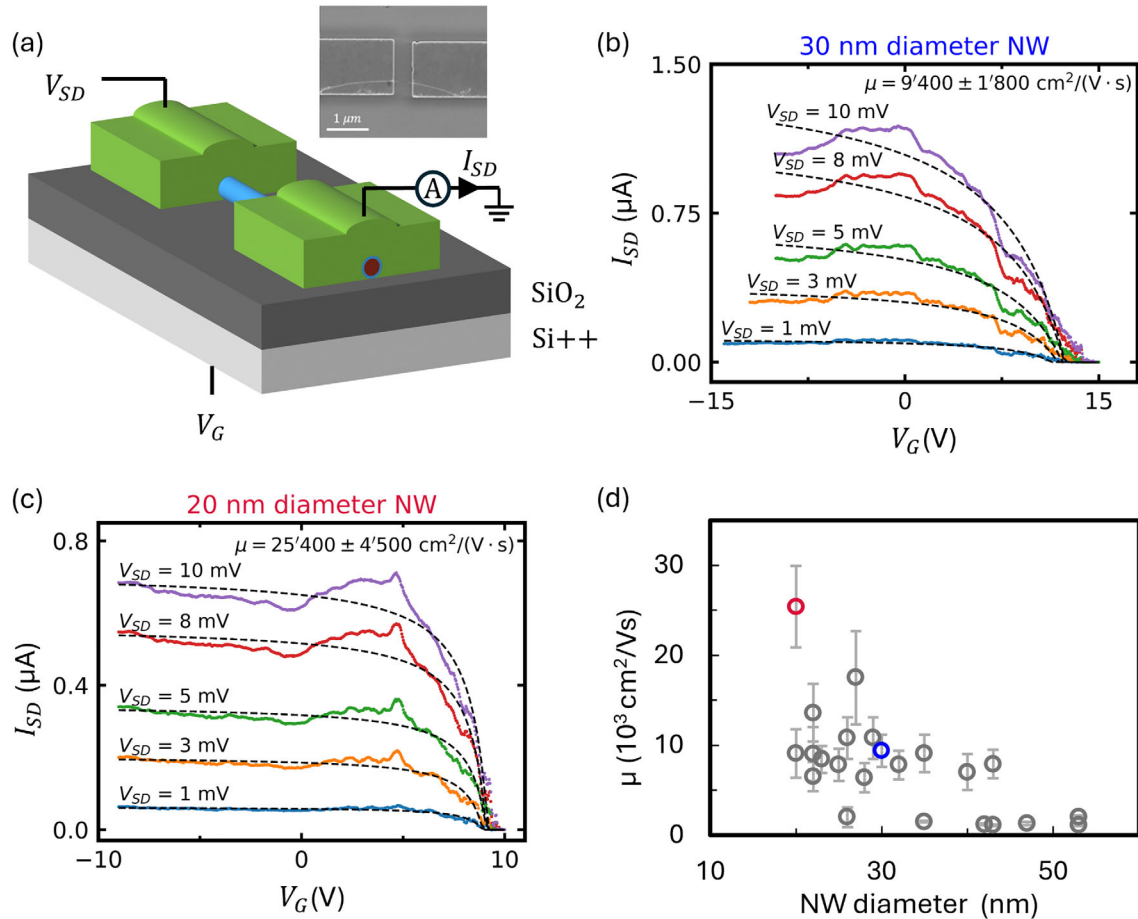 (a)
V_SD
1 μm
I_SD
A
SiO₂
Si++
V_G
(b)
30 nm diameter NW
1.50
μ = 9'400 ± 1'800 cm²/(V · s)
V_SD = 10 mV
V_SD = 8 mV
0.75
I_SD (μA)
V_SD = 5 mV
V_SD = 3 mV
V_SD = 1 mV
0.00
−15
0
15
V_G(V)
(c)
20 nm diameter NW
0.8
μ = 25'400 ± 4'500 cm²/(V · s)
V_SD = 10 mV
V_SD = 8 mV
0.4
I_SD (μA)
V_SD = 5 mV
V_SD = 3 mV
V_SD = 1 mV
0.0
−10
0
10
V_G(V)
(d)
30
20
10
0
μ (10³ cm²/Vs)
10
30
50
NW diameter (nm)